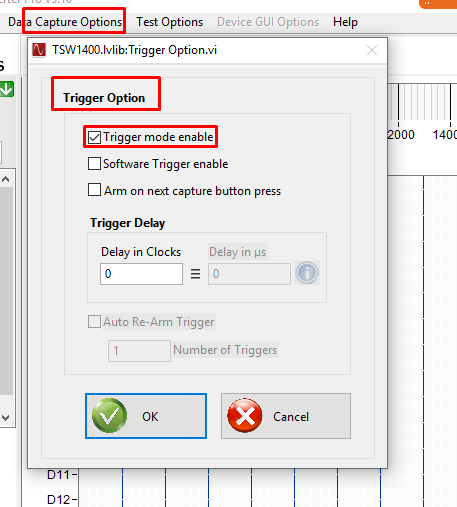 Data Capture Options Test Options Device GUI Options Help
TSW1400.lvlib:Trigger Option.vi
Trigger Option
Trigger mode enable
Software Trigger enable
Arm on next capture button press
Trigger Delay
Delay in Clocks Delay in µs
0 = 0
Auto Re-Arm Trigger
1 Number of Triggers
OK Cancel
2000
D11
D12